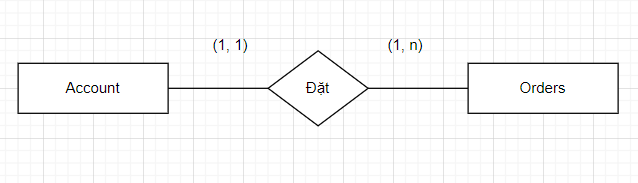 (1, 1)
(1, n)
Account
Đặt
Orders